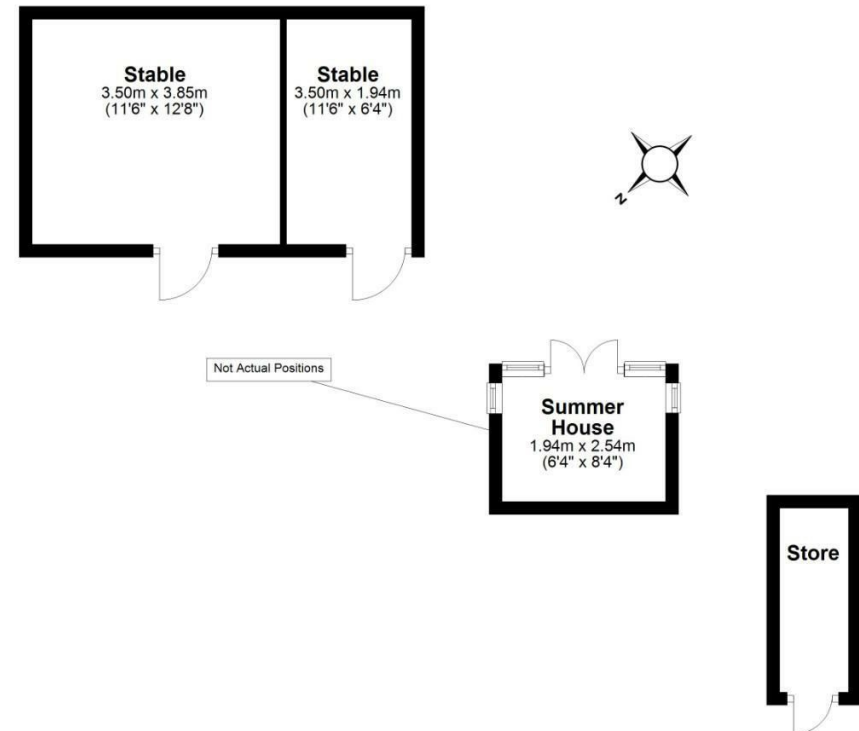 Stable
3.50m x 3.85m
(11'6" x 12'8")
Stable
3.50m x 1.94m
(11'6" x 6'4")
N
Not Actual Positions
Summer
House
1.94m x 2.54m
(6'4" x 8'4")
Store